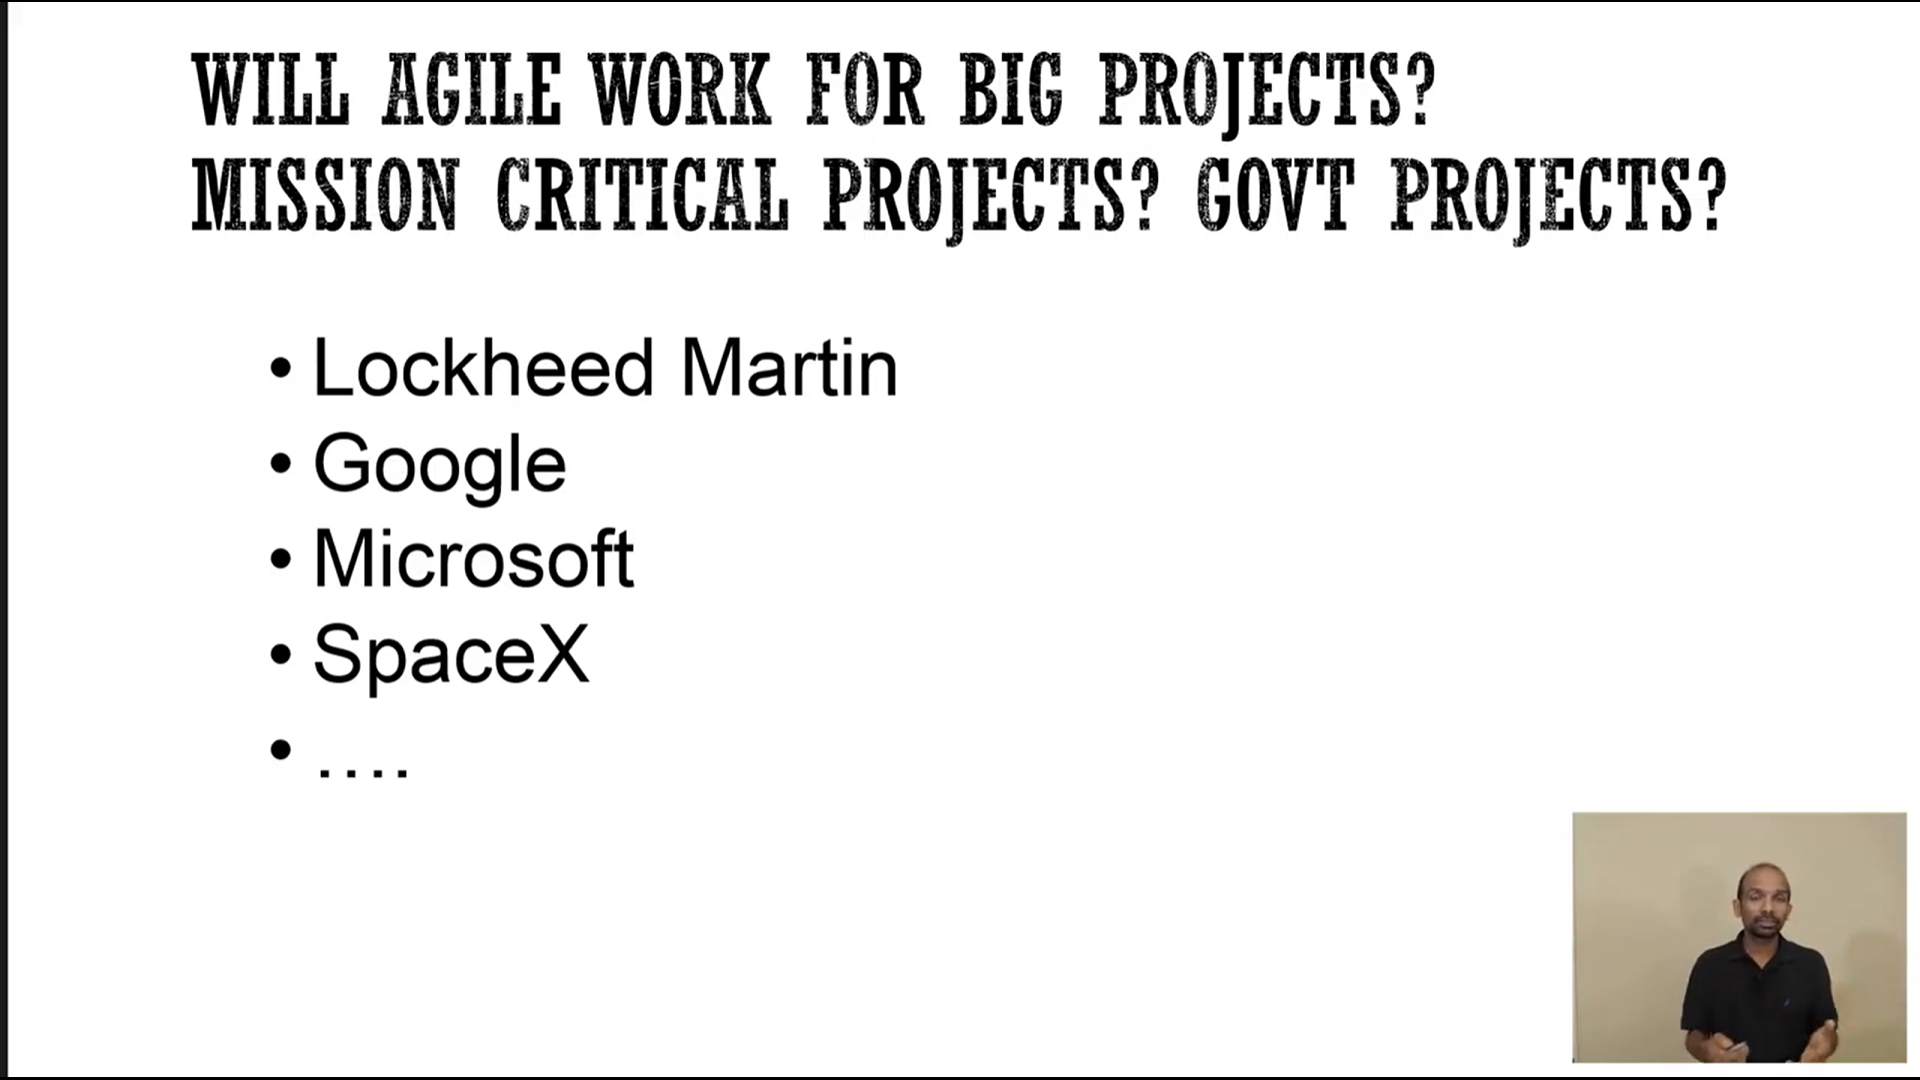 WILL AGILE WORK FOR BIG PROJECTS?
MISSION CRITICAL PROJECTS? GOVT PROJECTS?
• Lockheed Martin
• Google
• Microsoft
• SpaceX
• ....